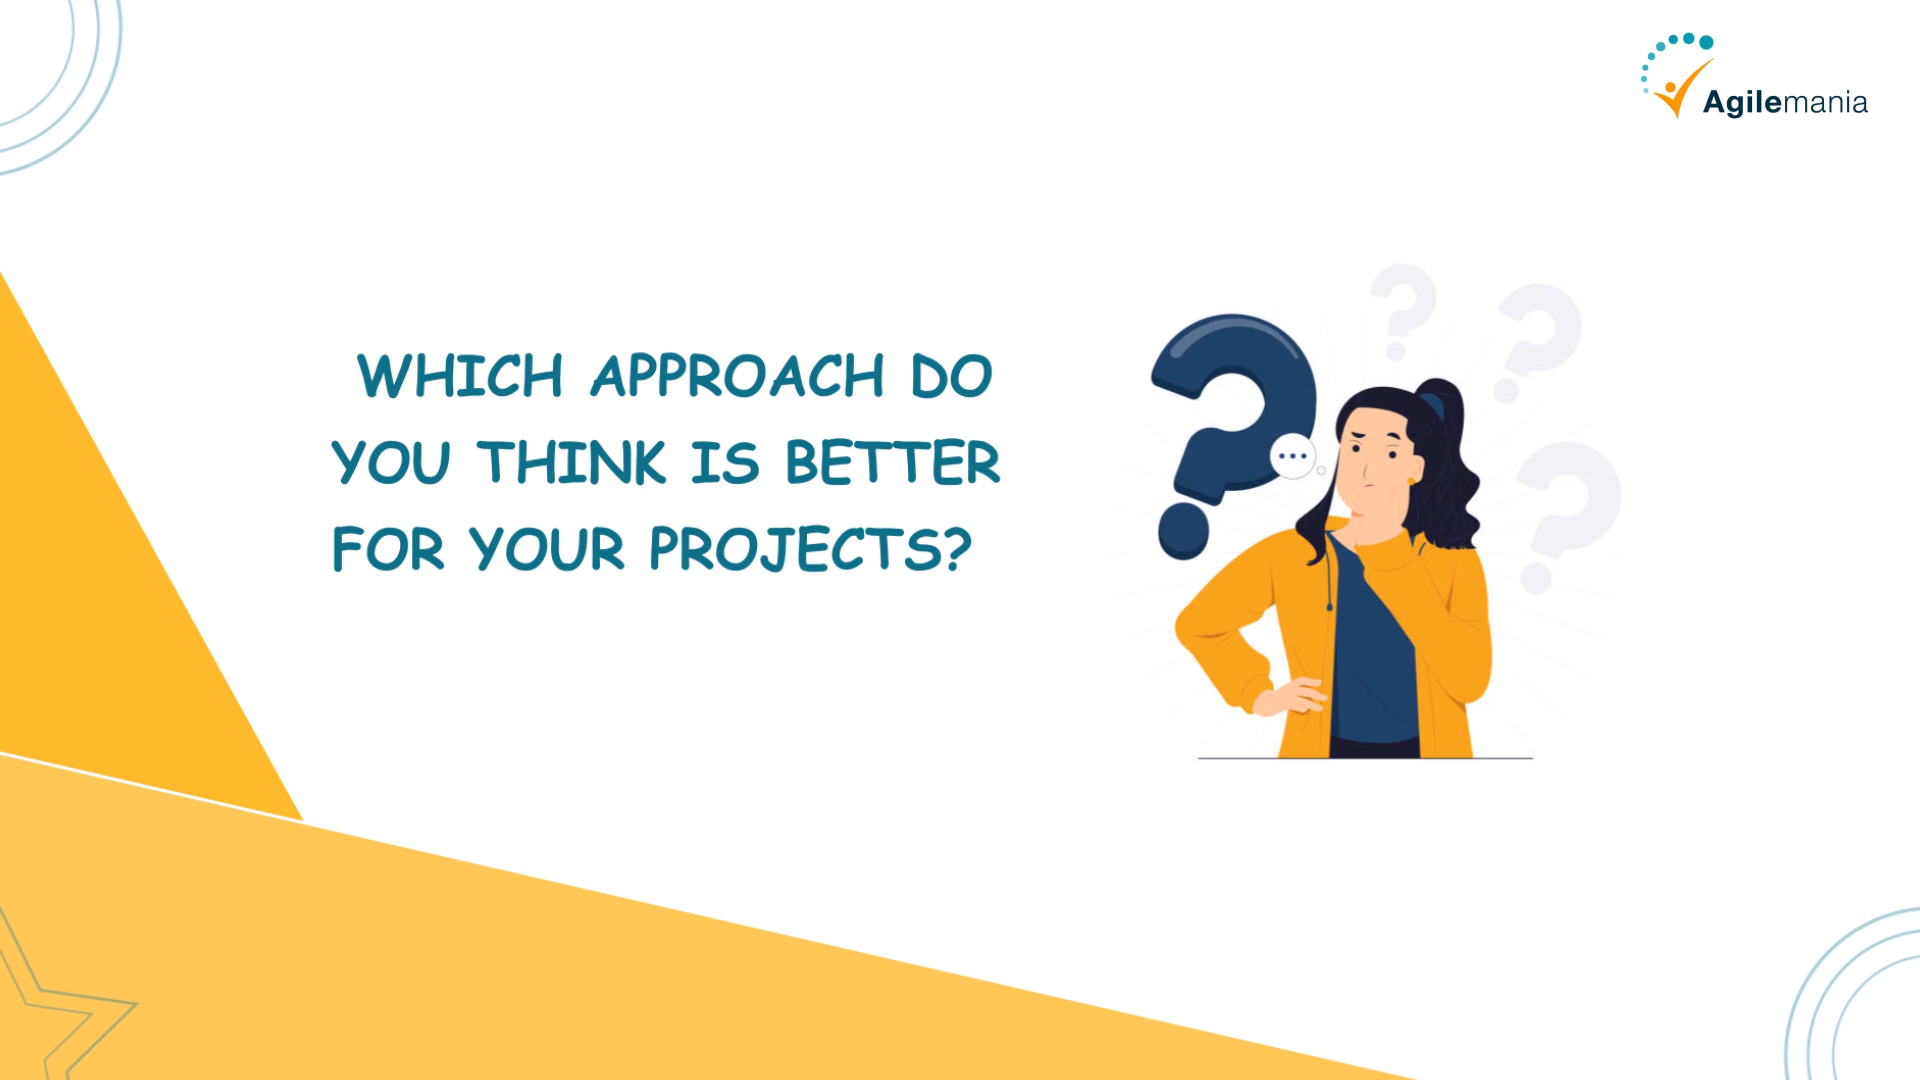 Agilemania
WHICH APPROACH DO
YOU THINK IS BETTER
FOR YOUR PROJECTS?